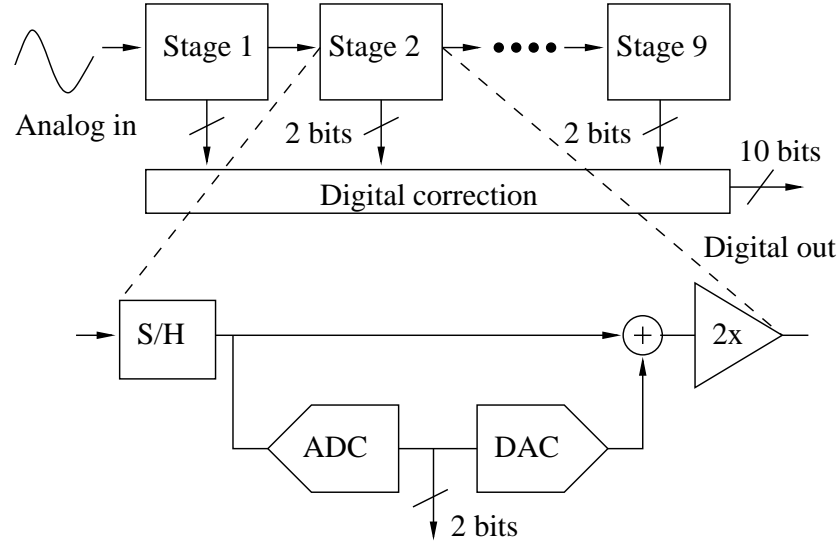 Stage 1
Stage 2
Stage 9
Analog in
2 bits
2 bits
10 bits
Digital correction
Digital out
S/H
+
2x
ADC
DAC
2 bits